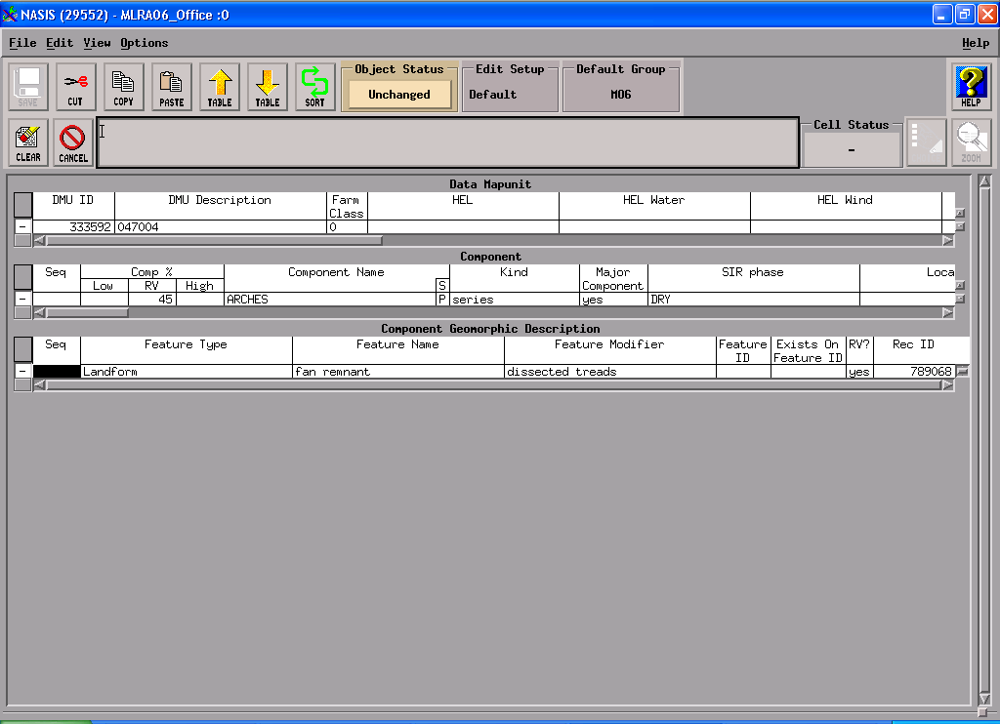 NASIS (29552) - MLRA06_Office :0
File Edit View Options Help
SAVE CUT COPY PASTE TABLE TABLE SORT
Object Status Edit Setup Default Group
Unchanged Default MO6
HELP
CLEAR CANCEL
Cell Status
-
ZOOM
Data Mapunit
DMU ID DMU Description Farm Class HEL HEL Water HEL Wind
- 333592 047004 0
Component
Seq Comp % Component Name Kind Major Component SIR phase Loca
Low RV High S
- 45 ARCHES P series yes DRY
Component Geomorphic Description
Seq Feature Type Feature Name Feature Modifier Feature ID Exists On Feature ID RV? Rec ID
- Landform fan remnant dissected treads yes 789068